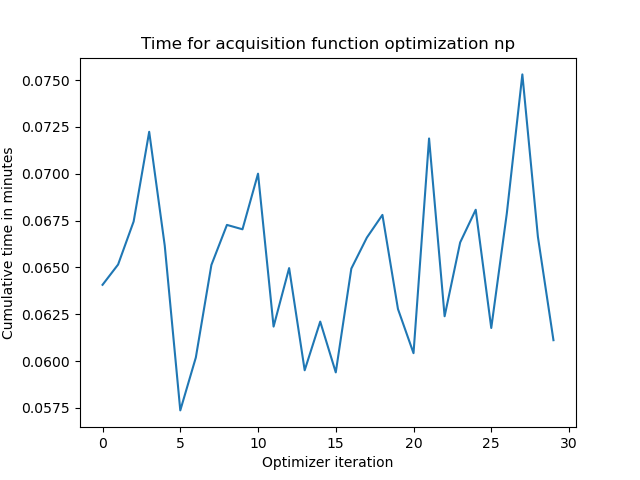 Time for acquisition function optimization np
Cumulative time in minutes
0.0750
0.0725
0.0700
0.0675
0.0650
0.0625
0.0600
0.0575
0 5 10 15 20 25 30
Optimizer iteration